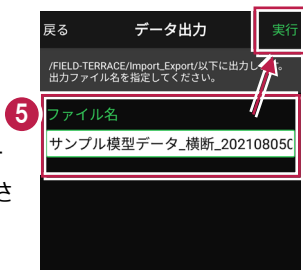 戻る データ出力 実行
/FIELD-TERRACE/Import_Export/以下に出力し 。
出力ファイル名を指定してください。
5
ファイル名
サンプル模型データ_横断_20210805
さ